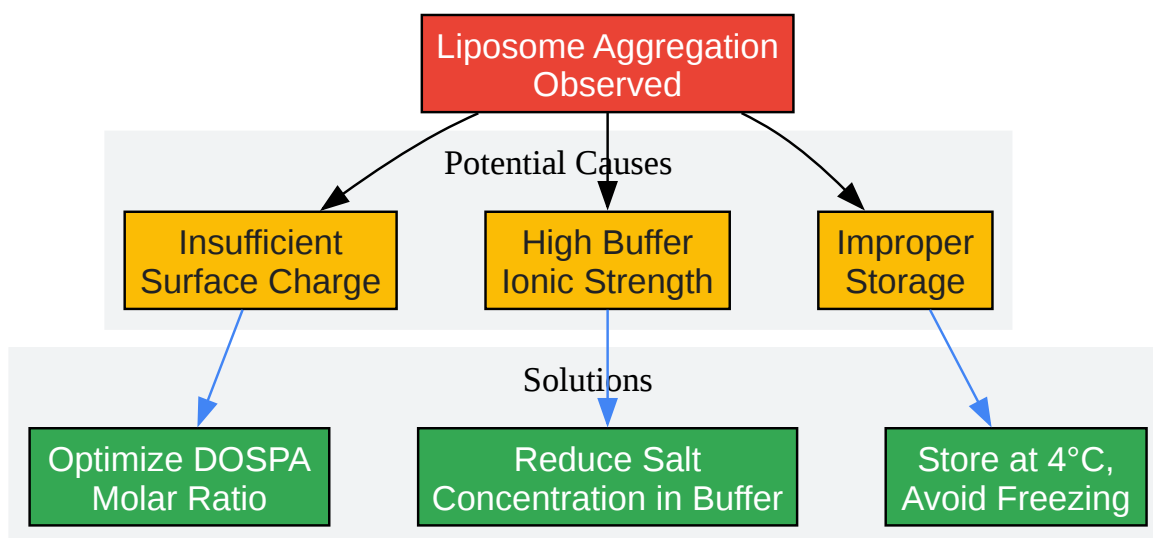 Liposome Aggregation
Observed
Potential Causes
Insufficient
Surface Charge
High Buffer
Ionic Strength
Improper
Storage
Solutions
Optimize DOSPA
Molar Ratio
Reduce Salt
Concentration in Buffer
Store at 4°C,
Avoid Freezing